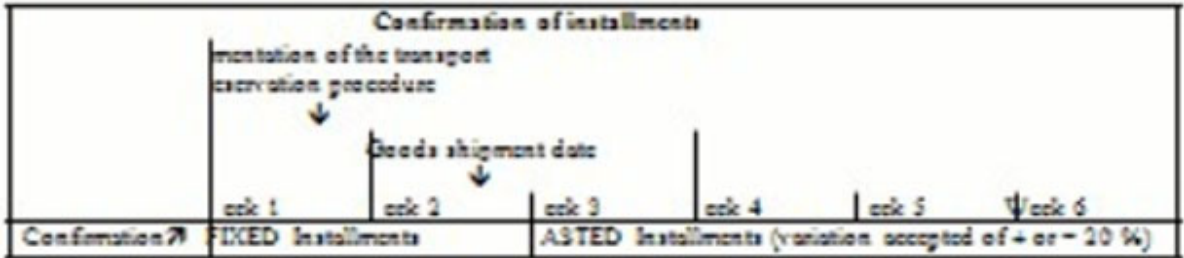 Confirmation of installments
mentation of the transport
eservation procedure
Goods shipment date
eek 1 eek 2 eek 3 eek 4 eek 5 Week 6
Confirmation FIXED Installments ASTED Installments (variation accepted of + or - 20 %)